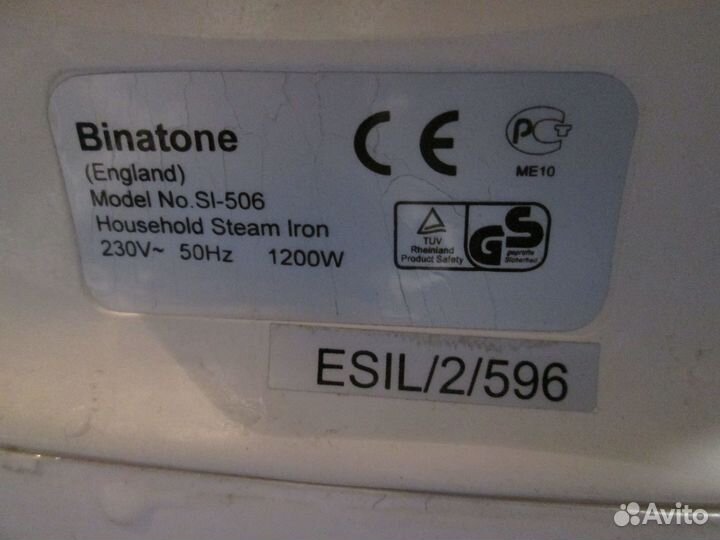 Binatone
(England)
Model No.SI-506
Household Steam Iron
230V~ 50Hz 1200W
CE
PCT
ME10
TUV
Rheinland
Product Safety
GS
geprüfte
Sicherheit
ESIL/2/596
Avito